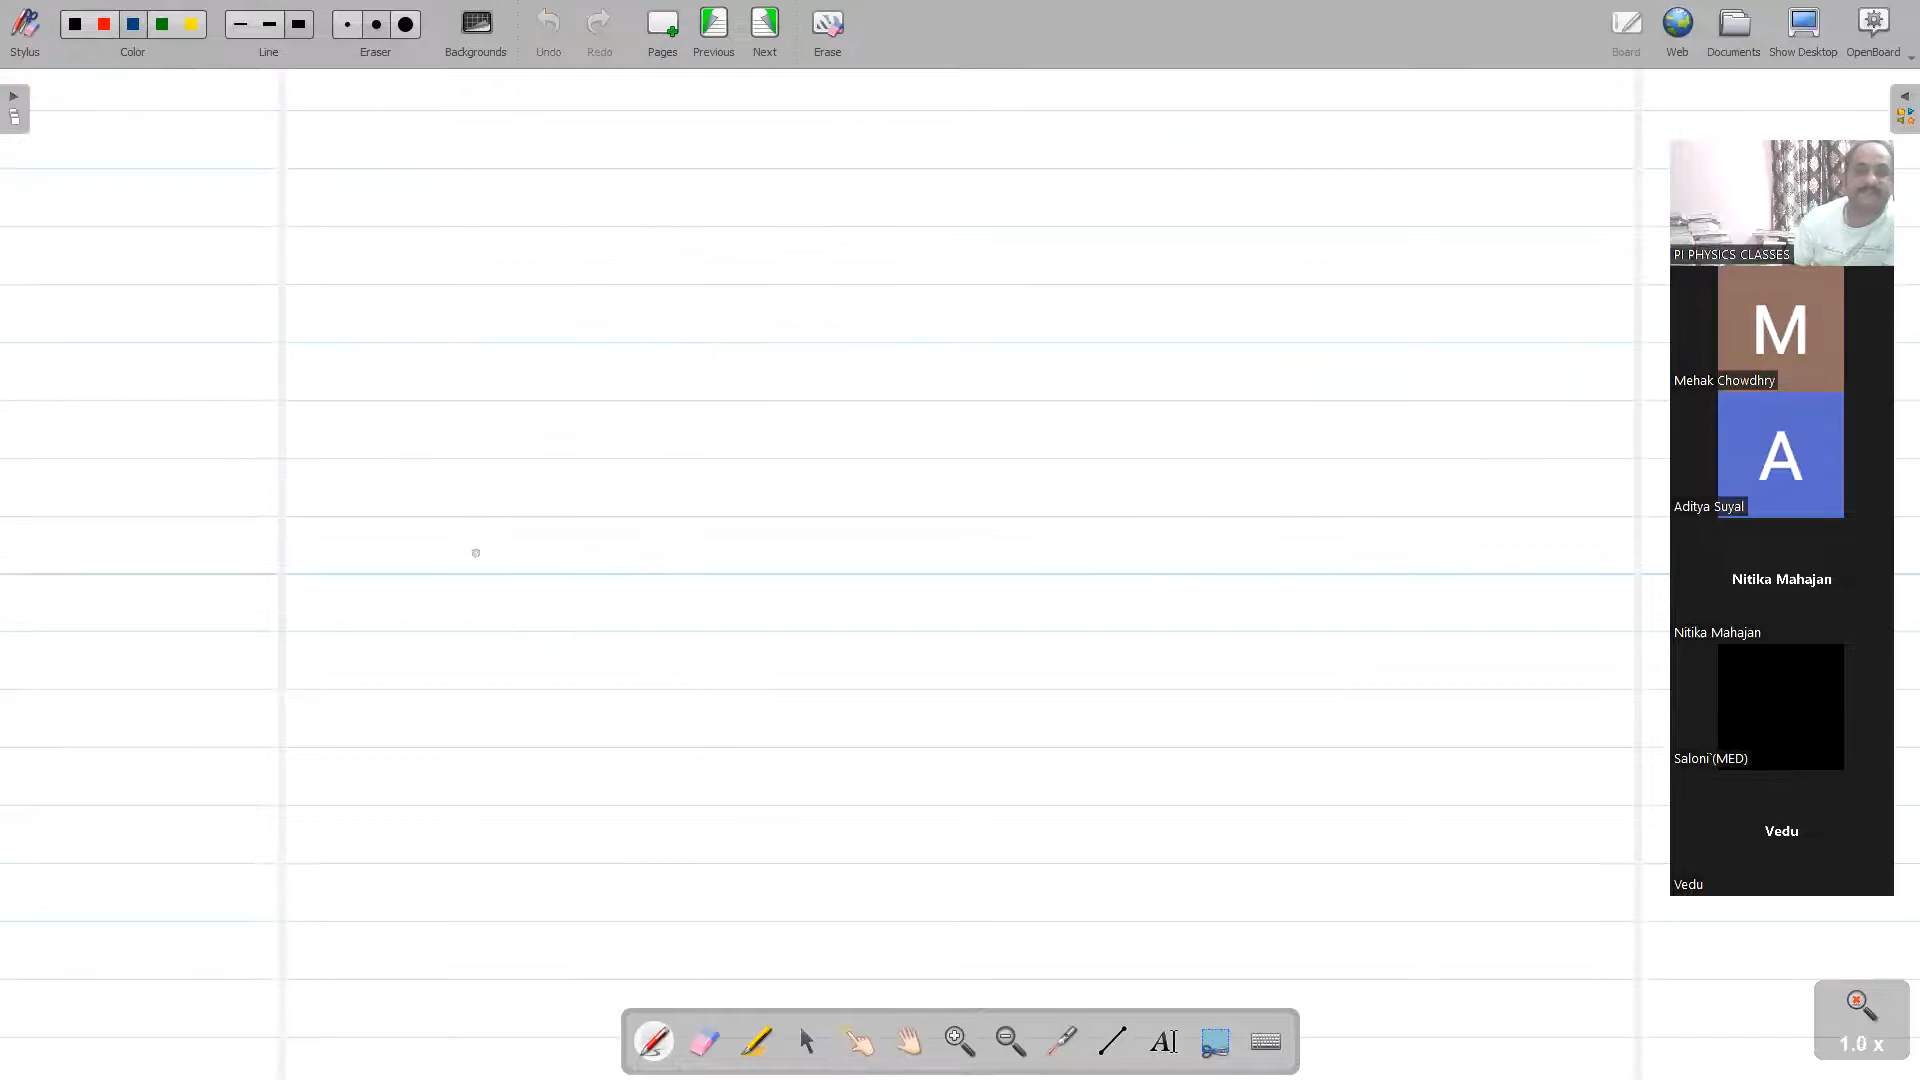 Stylus
Color
Line
Eraser
Backgrounds
Undo
Redo
Pages
Previous
Next
Erase
Board
Web
Documents
Show Desktop
OpenBoard
PI PHYSICS CLASSES
M
Mehak Chowdhry
A
Aditya Suyal
Nitika Mahajan
Nitika Mahajan
Saloni`(MED)
Vedu
Vedu
A
1.0 x